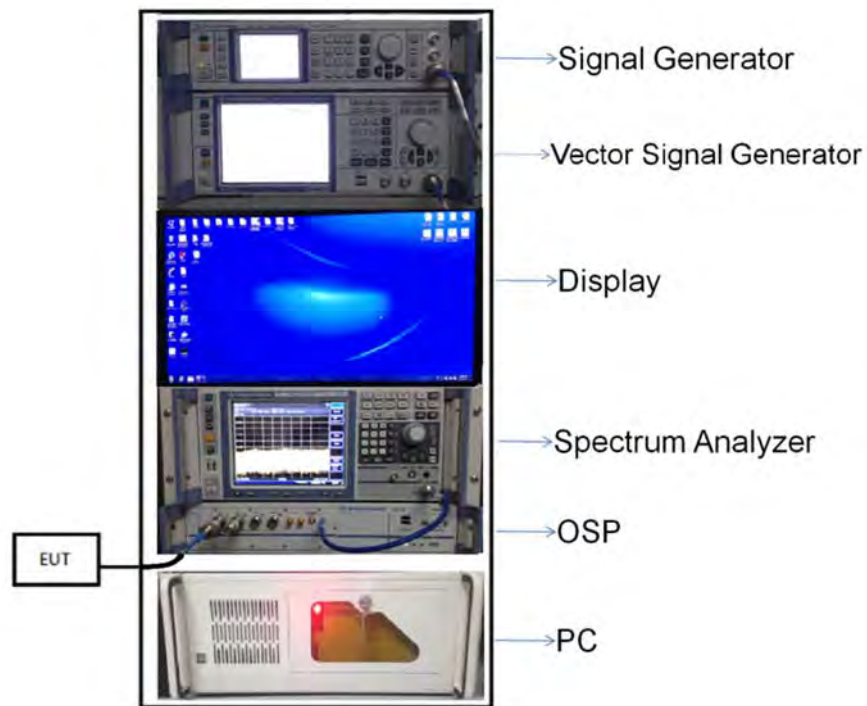 Signal Generator
Vector Signal Generator
Display
Spectrum Analyzer
OSP
EUT
PC